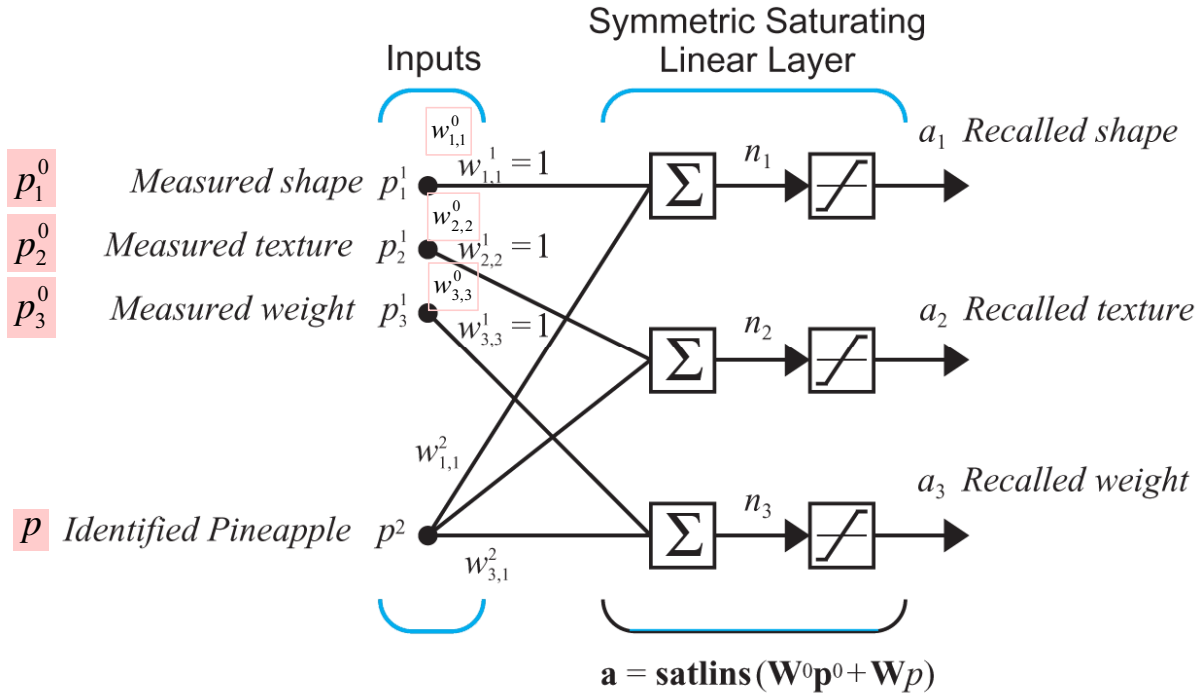 Symmetric Saturating
Linear Layer
Inputs
w⁰₁,₁
a₁ Recalled shape
n₁
w¹₁,₁ = 1
p⁰₁ Measured shape p¹₁
Σ
w⁰₂,₂
p⁰₂ Measured texture p¹₂
w¹₂,₂ = 1
w⁰₃,₃
p⁰₃ Measured weight p¹₃
w¹₃,₃ = 1
a₂ Recalled texture
n₂
Σ
w²₁,₁
a₃ Recalled weight
n₃
p Identified Pineapple p²
Σ
w²₃,₁
a = satlins (W⁰p⁰ + Wp)